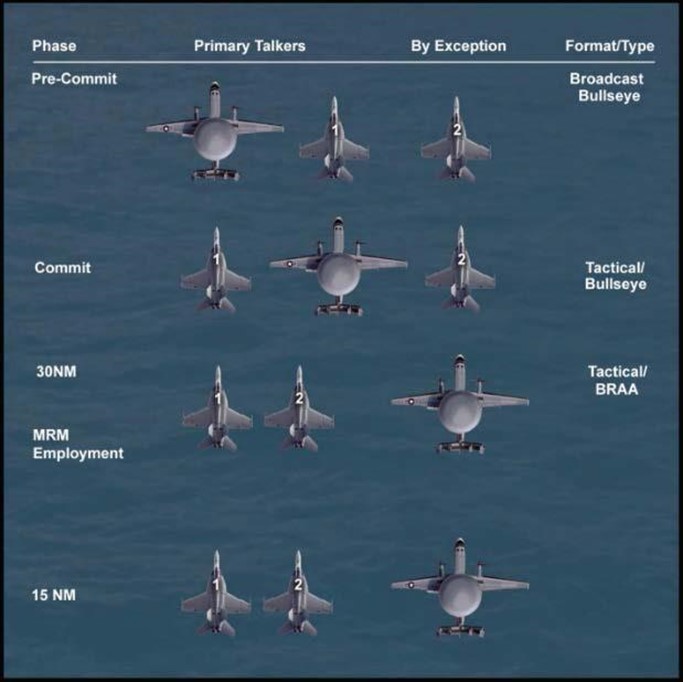 Phase Primary Talkers By Exception Format/Type
Pre-Commit
Broadcast
Bullseye
1 2
Commit
1 2
Tactical/
Bullseye
30NM
Tactical/
BRAA
1 2
MRM
Employment
15 NM
1 2